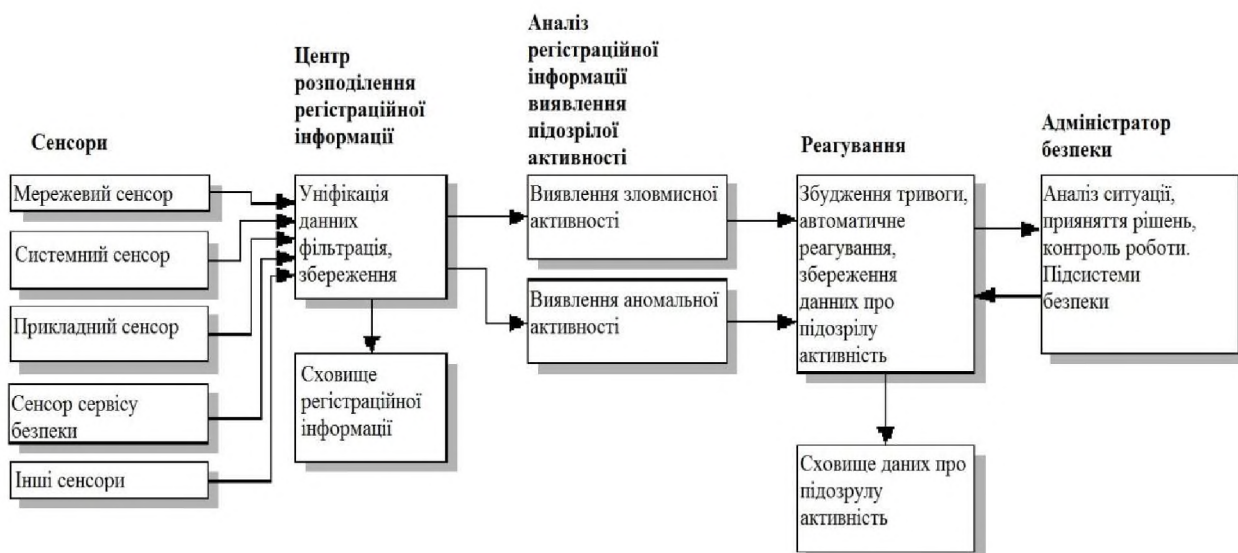 Сенсори
Мережевий сенсор
Системний сенсор
Прикладний сенсор
Сенсор сервісу
безпеки
Інші сенсори
Центр
розподілення
регістраційної
інформації
Уніфікація
данних
фільтрація,
збереження
Сховище
регістраційної
інформації
Аналіз
регістраційної
інформації
виявлення
підозрілої
активності
Виявлення зловмисної
активності
Виявлення аномальної
активності
Реагування
Збудження тривоги,
автоматичне
реагування,
збереження
данних про
підозрілу
активність
Сховище даних про
підозрулу
активність
Адміністратор
безпеки
Аналіз ситуації,
прияняття рішень,
контроль роботи.
Підсистеми
безпеки